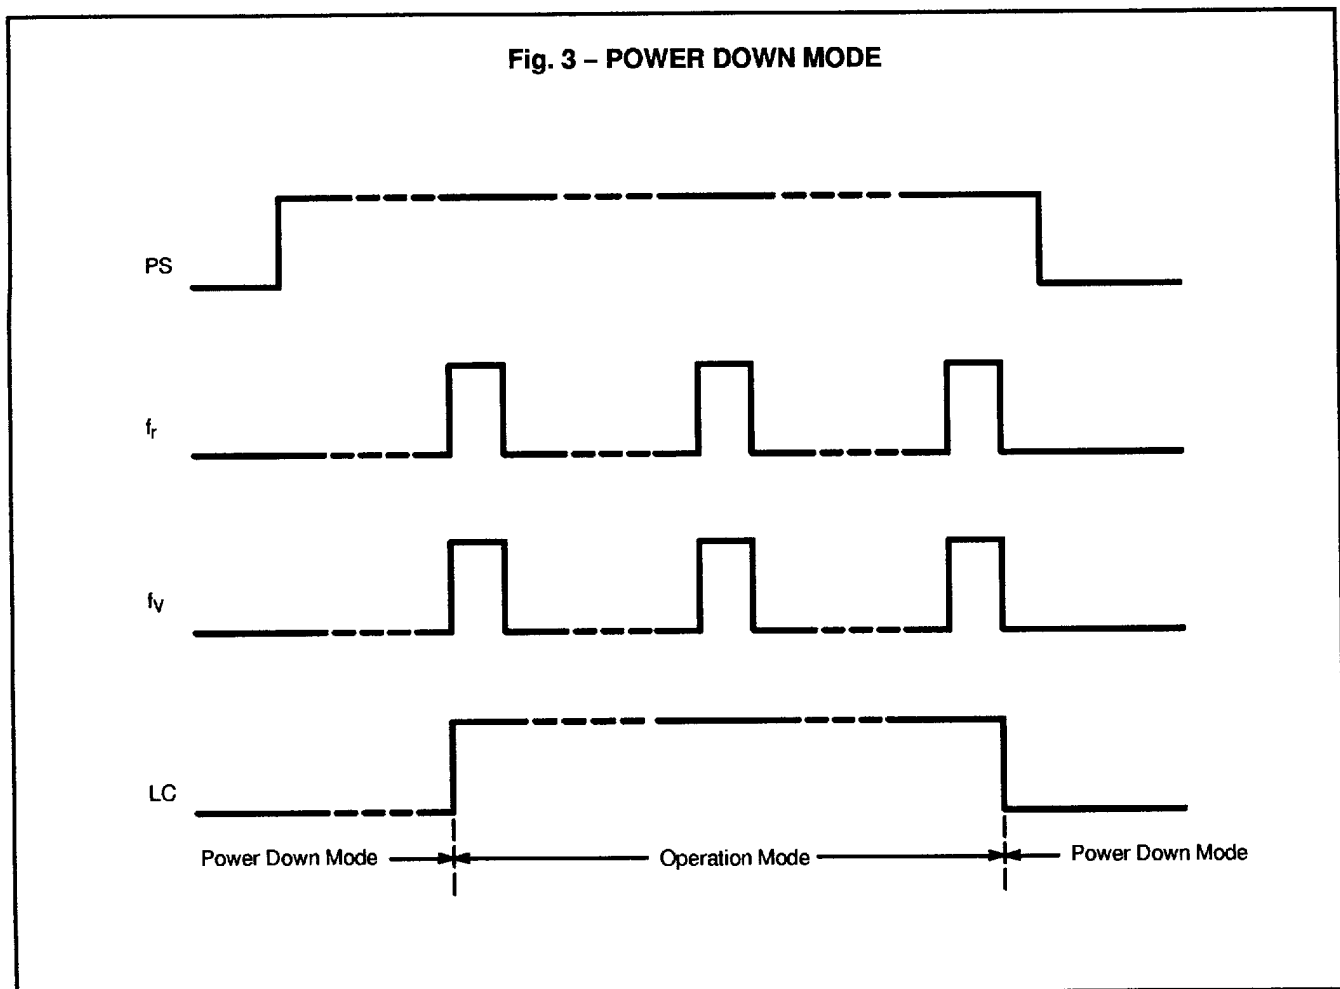 Fig. 3 – POWER DOWN MODE
PS
fr
fV
LC
Power Down Mode
Operation Mode
Power Down Mode